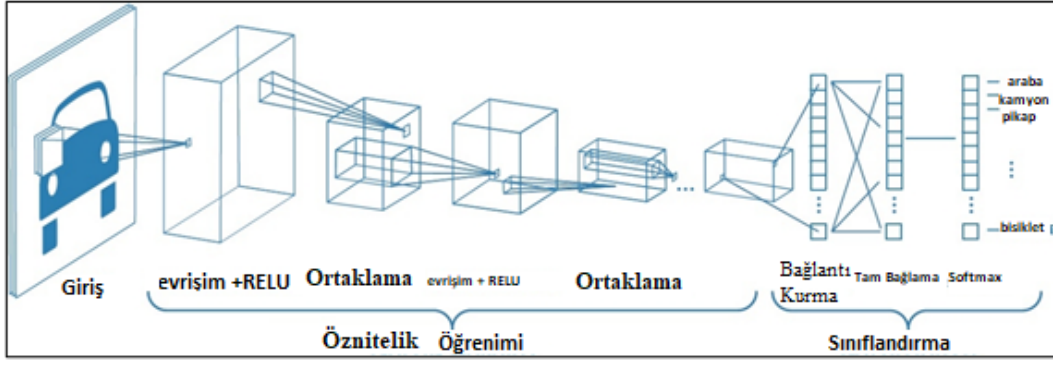 araba
kamyon
pikap
bisiklet
Giriş
evrişim +RELU
Ortaklama
evrişim + RELU
Ortaklama
Bağlantı
Kurma
Tam Bağlama
Softmax
Öznitelik Öğrenimi
Sınıflandırma